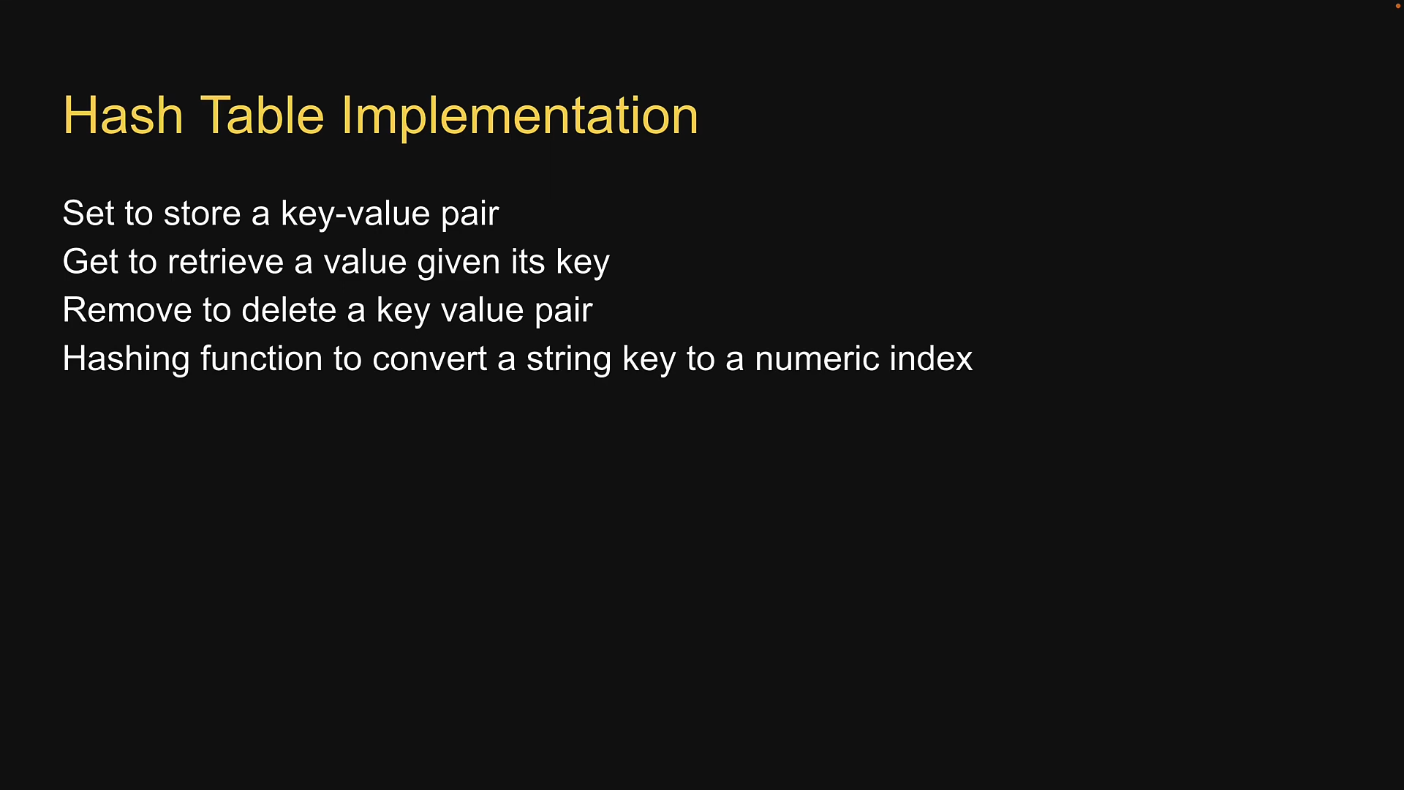 Hash Table Implementation
Set to store a key-value pair
Get to retrieve a value given its key
Remove to delete a key value pair
Hashing function to convert a string key to a numeric index